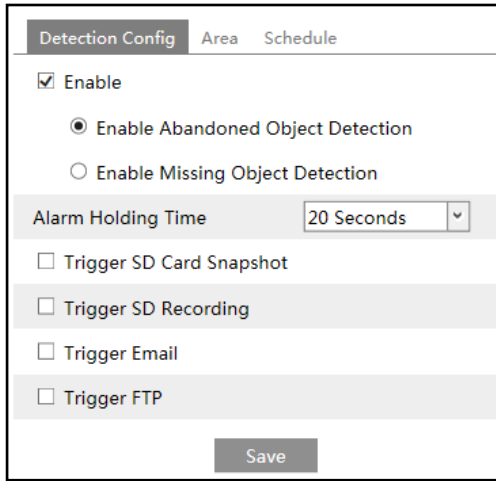 Detection Config Area Schedule
Enable
Enable Abandoned Object Detection
Enable Missing Object Detection
Alarm Holding Time 20 Seconds
Trigger SD Card Snapshot
Trigger SD Recording
Trigger Email
Trigger FTP
Save